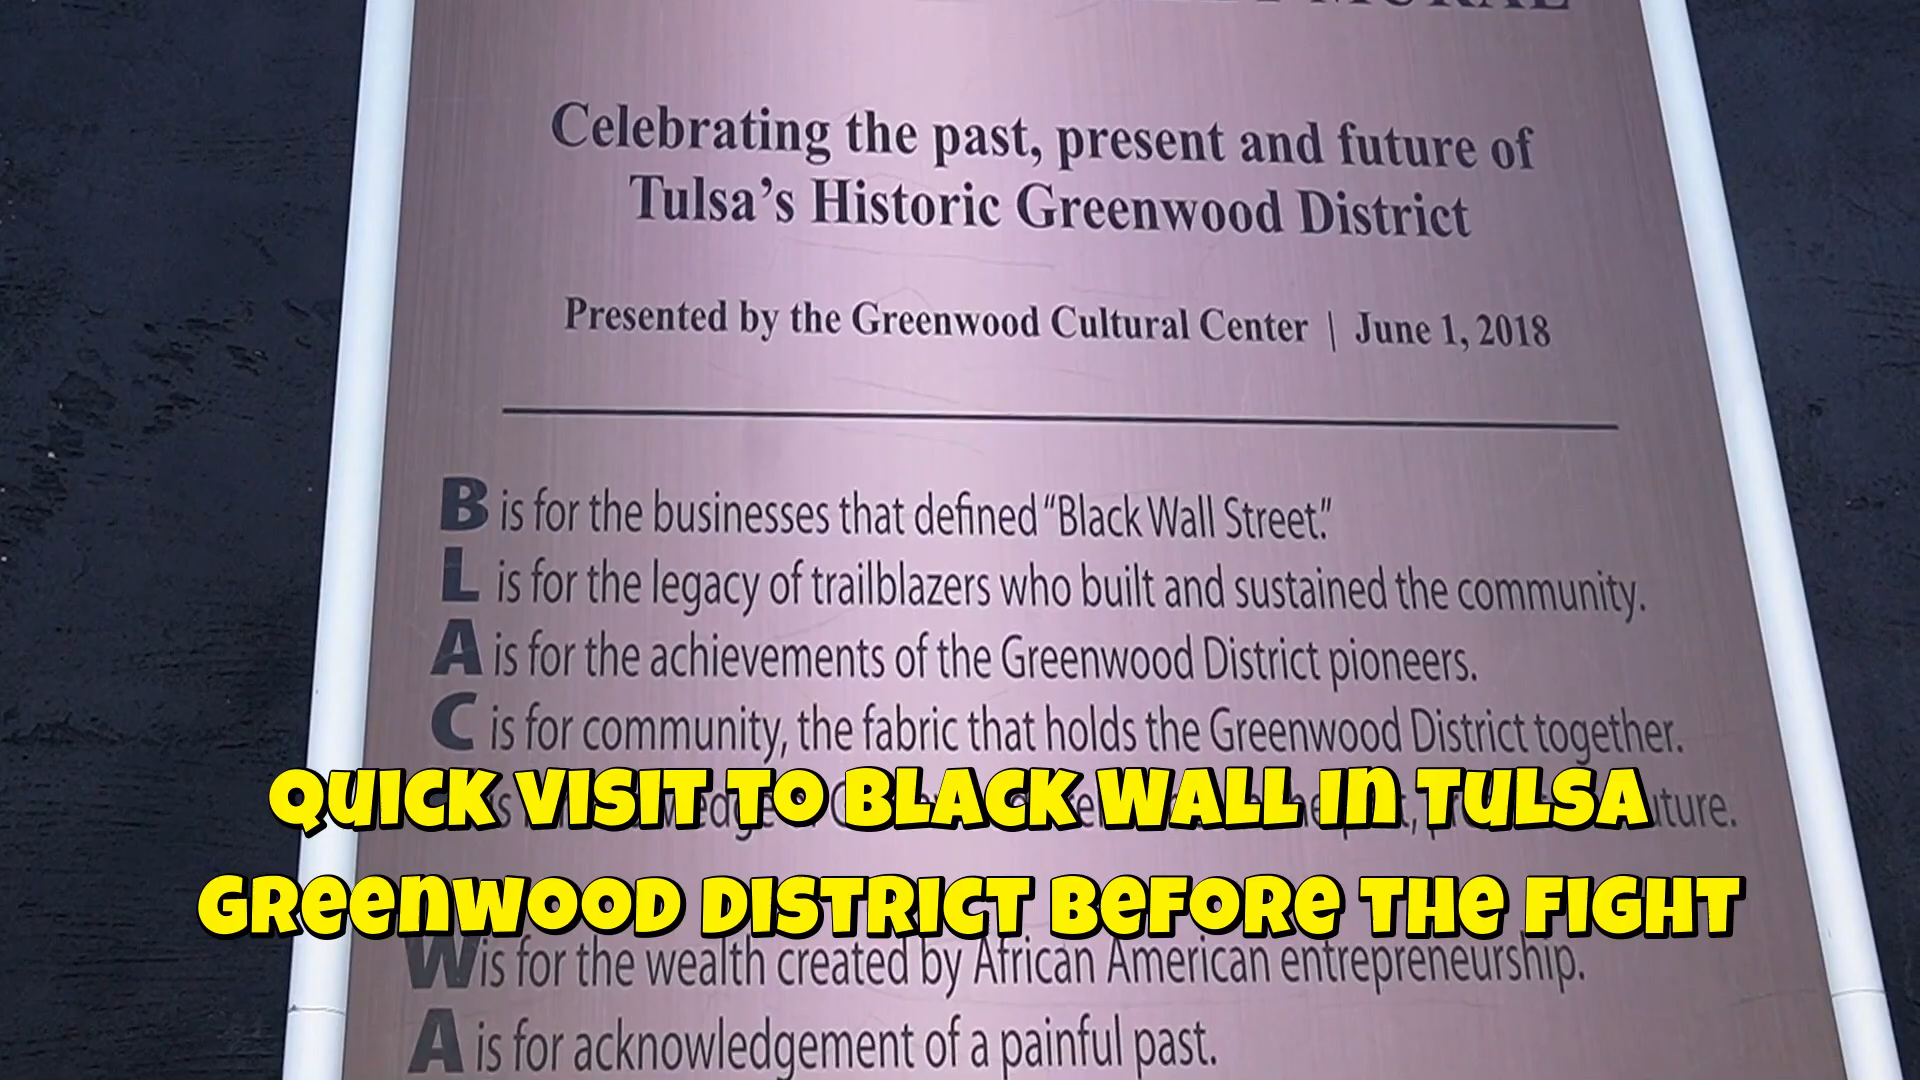 MURAL
Celebrating the past, present and future of
Tulsa's Historic Greenwood District
Presented by the Greenwood Cultural Center | June 1, 2018
B is for the businesses that defined “Black Wall Street.”
L is for the legacy of trailblazers who built and sustained the community.
A is for the achievements of the Greenwood District pioneers.
C is for community, the fabric that holds the Greenwood District together.
future.
QUICK VISIT TO BLACK WALL IN TULSA
GREENWOOD DISTRICT BEFORE THE FIGHT
W is for the wealth created by African American entrepreneurship.
A is for acknowledgement of a painful past.